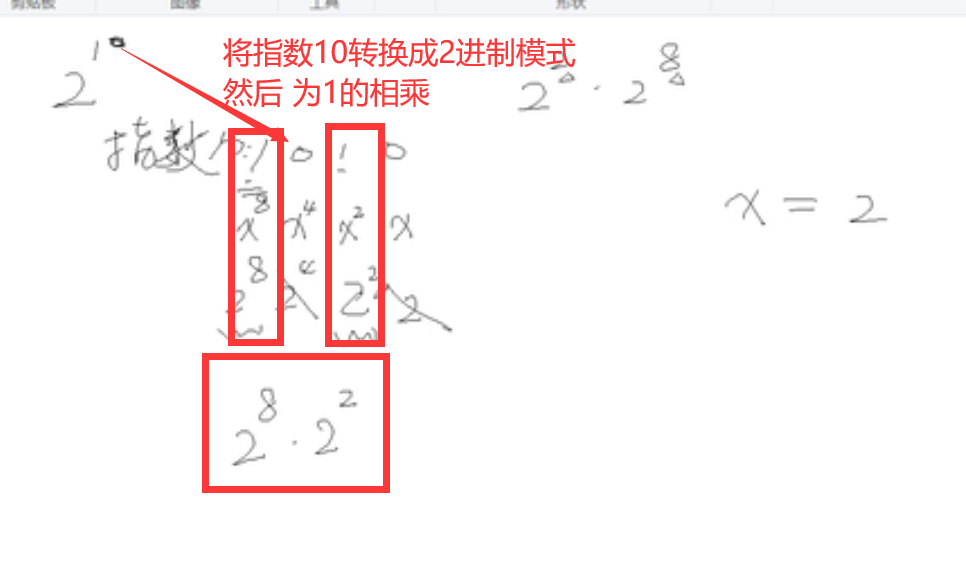 剪贴板 图像 工具 形状
2^10
将指数10转换成2进制模式
然后 为1的相乘
2^2 · 2^8
指数10: 1 0 1 0
x^8 x^4 x^2 x
x = 2
2^8 2^4 2^2 2
2^8 · 2^2